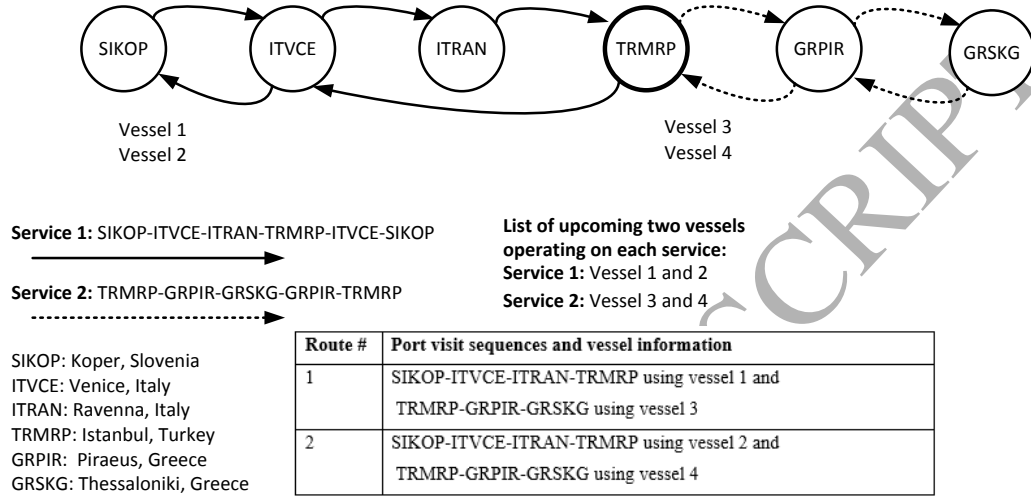 SIKOP ITVCE ITRAN TRMRP GRPIR GRSKG
Vessel 1
Vessel 2
Vessel 3
Vessel 4
Service 1: SIKOP-ITVCE-ITRAN-TRMRP-ITVCE-SIKOP
Service 2: TRMRP-GRPIR-GRSKG-GRPIR-TRMRP
List of upcoming two vessels
operating on each service:
Service 1: Vessel 1 and 2
Service 2: Vessel 3 and 4
SIKOP: Koper, Slovenia
ITVCE: Venice, Italy
ITRAN: Ravenna, Italy
TRMRP: Istanbul, Turkey
GRPIR: Piraeus, Greece
GRSKG: Thessaloniki, Greece
Route # Port visit sequences and vessel information
1 SIKOP-ITVCE-ITRAN-TRMRP using vessel 1 and
TRMRP-GRPIR-GRSKG using vessel 3
2 SIKOP-ITVCE-ITRAN-TRMRP using vessel 2 and
TRMRP-GRPIR-GRSKG using vessel 4